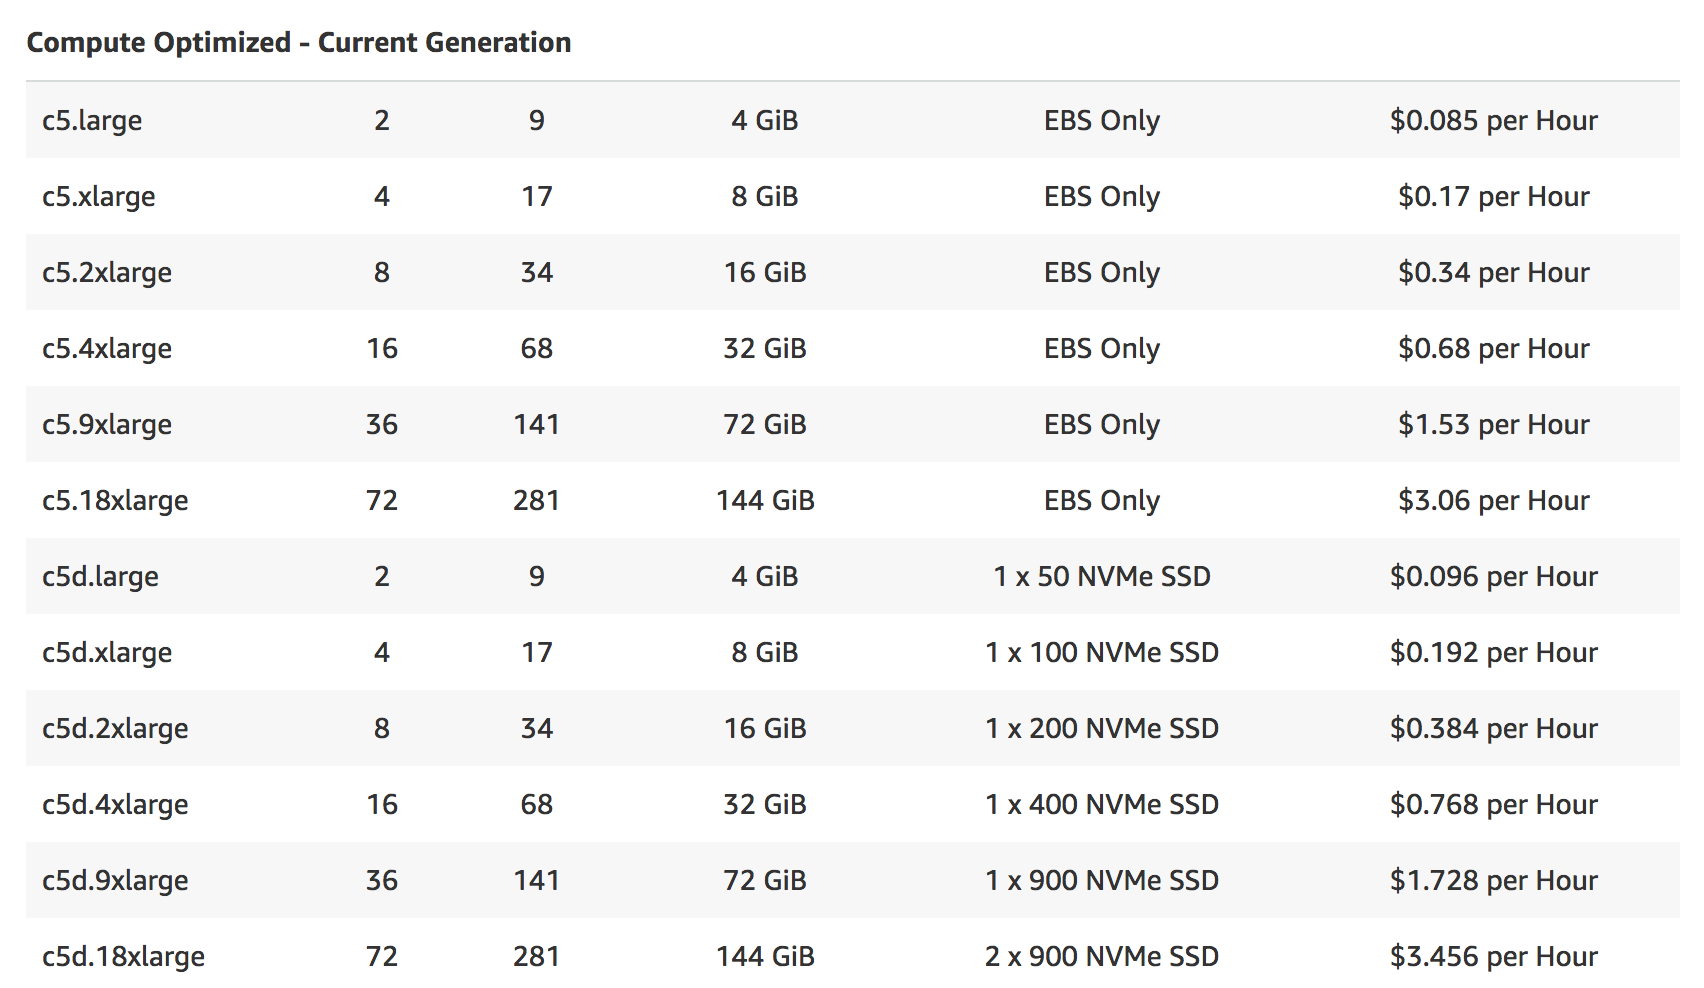 Compute Optimized - Current Generation
c5.large 2 9 4 GiB EBS Only $0.085 per Hour
c5.xlarge 4 17 8 GiB EBS Only $0.17 per Hour
c5.2xlarge 8 34 16 GiB EBS Only $0.34 per Hour
c5.4xlarge 16 68 32 GiB EBS Only $0.68 per Hour
c5.9xlarge 36 141 72 GiB EBS Only $1.53 per Hour
c5.18xlarge 72 281 144 GiB EBS Only $3.06 per Hour
c5d.large 2 9 4 GiB 1 x 50 NVMe SSD $0.096 per Hour
c5d.xlarge 4 17 8 GiB 1 x 100 NVMe SSD $0.192 per Hour
c5d.2xlarge 8 34 16 GiB 1 x 200 NVMe SSD $0.384 per Hour
c5d.4xlarge 16 68 32 GiB 1 x 400 NVMe SSD $0.768 per Hour
c5d.9xlarge 36 141 72 GiB 1 x 900 NVMe SSD $1.728 per Hour
c5d.18xlarge 72 281 144 GiB 2 x 900 NVMe SSD $3.456 per Hour